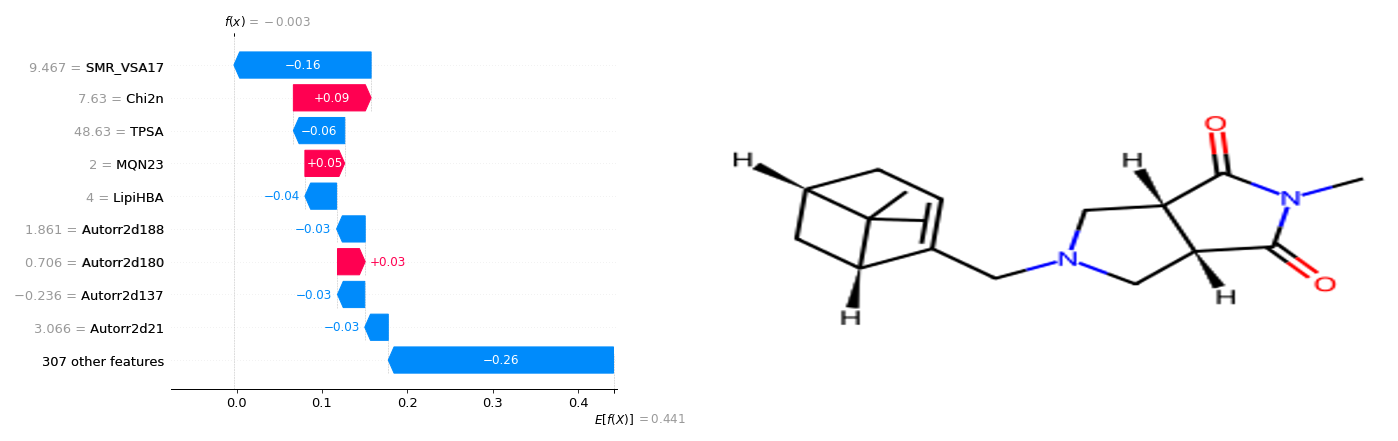 f(x) = −0.003
9.467 = SMR_VSA17
−0.16
7.63 = Chi2n
+0.09
48.63 = TPSA
−0.06
2 = MQN23
+0.05
4 = LipiHBA
−0.04
1.861 = Autorr2d188
−0.03
0.706 = Autorr2d180
+0.03
−0.236 = Autorr2d137
−0.03
3.066 = Autorr2d21
−0.03
307 other features
−0.26
0.0
0.1
0.2
0.3
0.4
E[f(X)] = 0.441
H
H
N
H
H
O
N
O